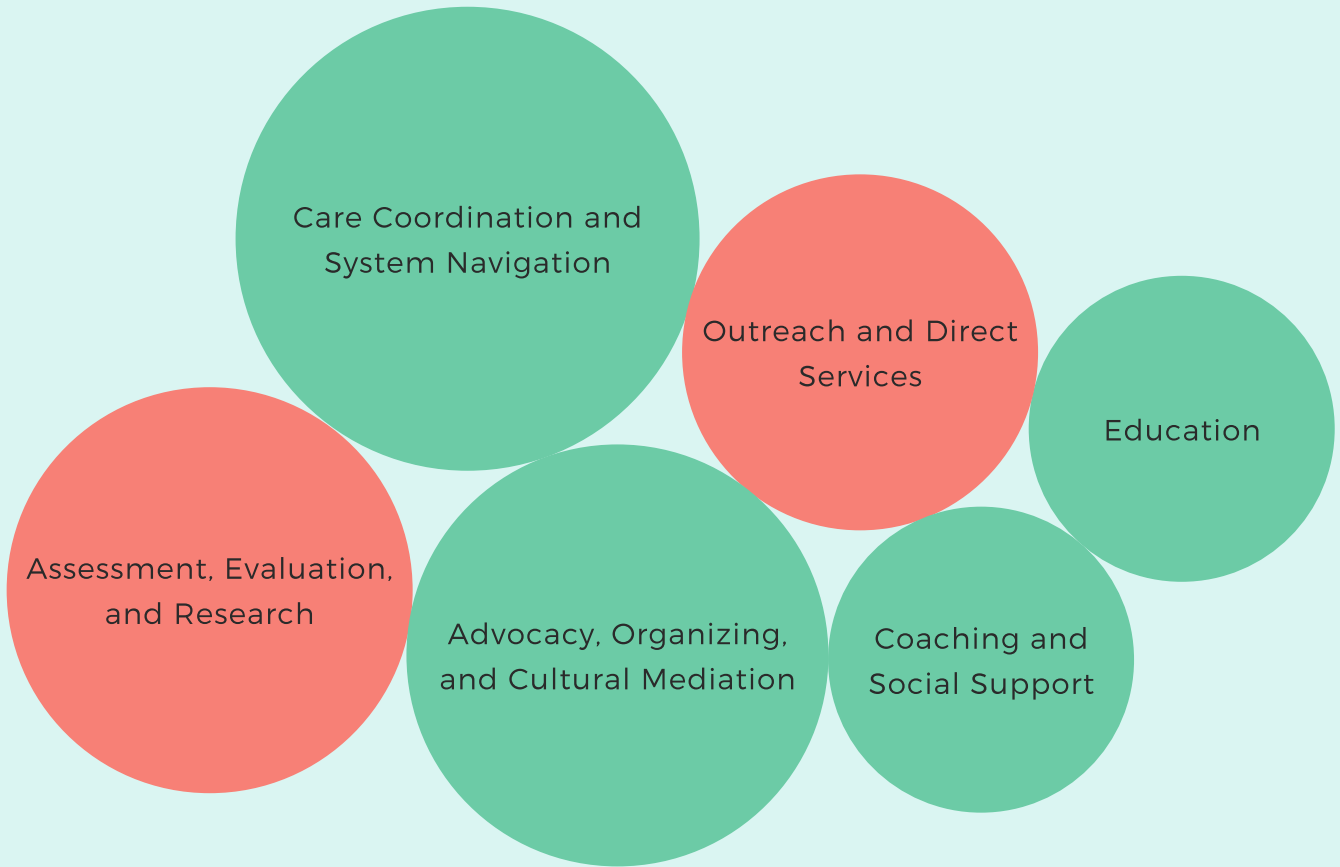 Care Coordination and
System Navigation
Outreach and Direct
Services
Education
Assessment, Evaluation,
and Research
Advocacy, Organizing,
and Cultural Mediation
Coaching and
Social Support